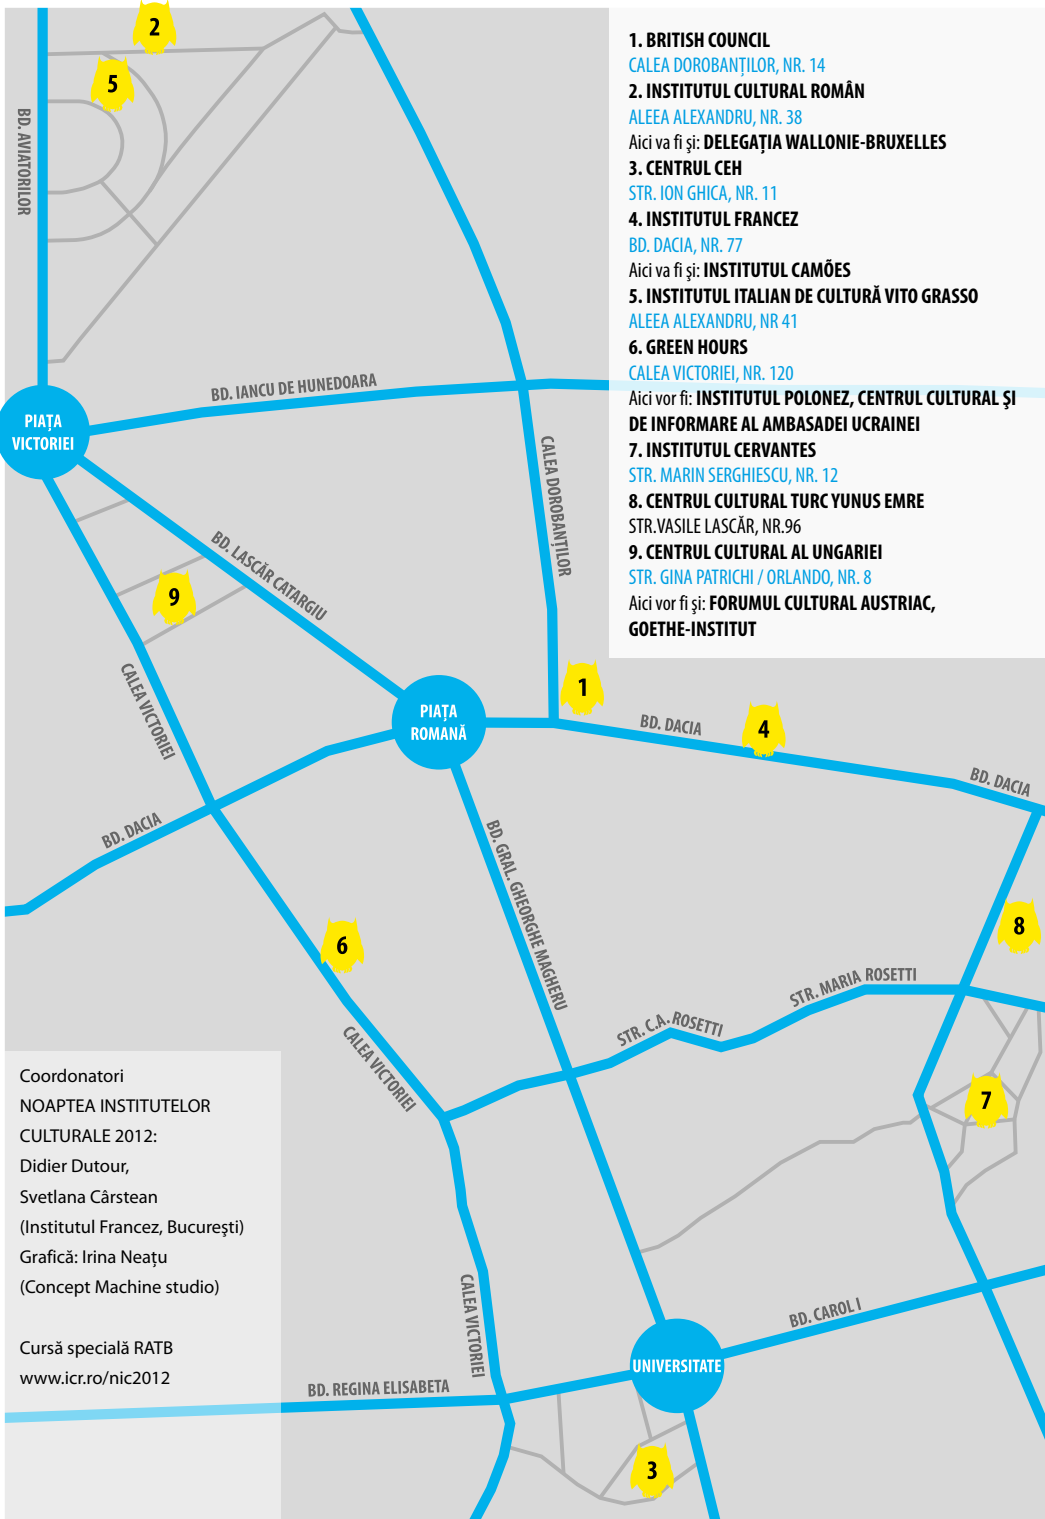 2
5
BD. AVIATORILOR
1. BRITISH COUNCIL
CALEA DOROBANȚILOR, NR. 14
2. INSTITUTUL CULTURAL ROMÂN
ALEEA ALEXANDRU, NR. 38
Aici va fi şi: DELEGAȚIA WALLONIE-BRUXELLES
3. CENTRUL CEH
STR. ION GHICA, NR. 11
4. INSTITUTUL FRANCEZ
BD. DACIA, NR. 77
Aici va fi şi: INSTITUTUL CAMÕES
5. INSTITUTUL ITALIAN DE CULTURĂ VITO GRASSO
ALEEA ALEXANDRU, NR 41
6. GREEN HOURS
CALEA VICTORIEI, NR. 120
Aici vor fi: INSTITUTUL POLONEZ, CENTRUL CULTURAL ŞI
DE INFORMARE AL AMBASADEI UCRAINEI
7. INSTITUTUL CERVANTES
STR. MARIN SERGHIESCU, NR. 12
8. CENTRUL CULTURAL TURC YUNUS EMRE
STR.VASILE LASCĂR, NR.96
9. CENTRUL CULTURAL AL UNGARIEI
STR. GINA PATRICHI / ORLANDO, NR. 8
Aici vor fi şi: FORUMUL CULTURAL AUSTRIAC,
GOETHE-INSTITUT
BD. IANCU DE HUNEDOARA
PIAȚA
VICTORIEI
CALEA DOROBANȚILOR
BD. LASCĂR CATARGIU
9
CALEA VICTORIEI
1
PIAȚA
ROMANĂ
BD. DACIA
4
BD. DACIA
BD. DACIA
BD. GRAL. GHEORGHE MAGHERU
6
8
STR. MARIA ROSETTI
STR. C.A. ROSETTI
CALEA VICTORIEI
7
Coordonatori
NOAPTEA INSTITUTELOR
CULTURALE 2012:
Didier Dutour,
Svetlana Cârstean
(Institutul Francez, Bucureşti)
Grafică: Irina Neațu
(Concept Machine studio)
Cursă specială RATB
www.icr.ro/nic2012
CALEA VICTORIEI
BD. CAROL I
UNIVERSITATE
BD. REGINA ELISABETA
3